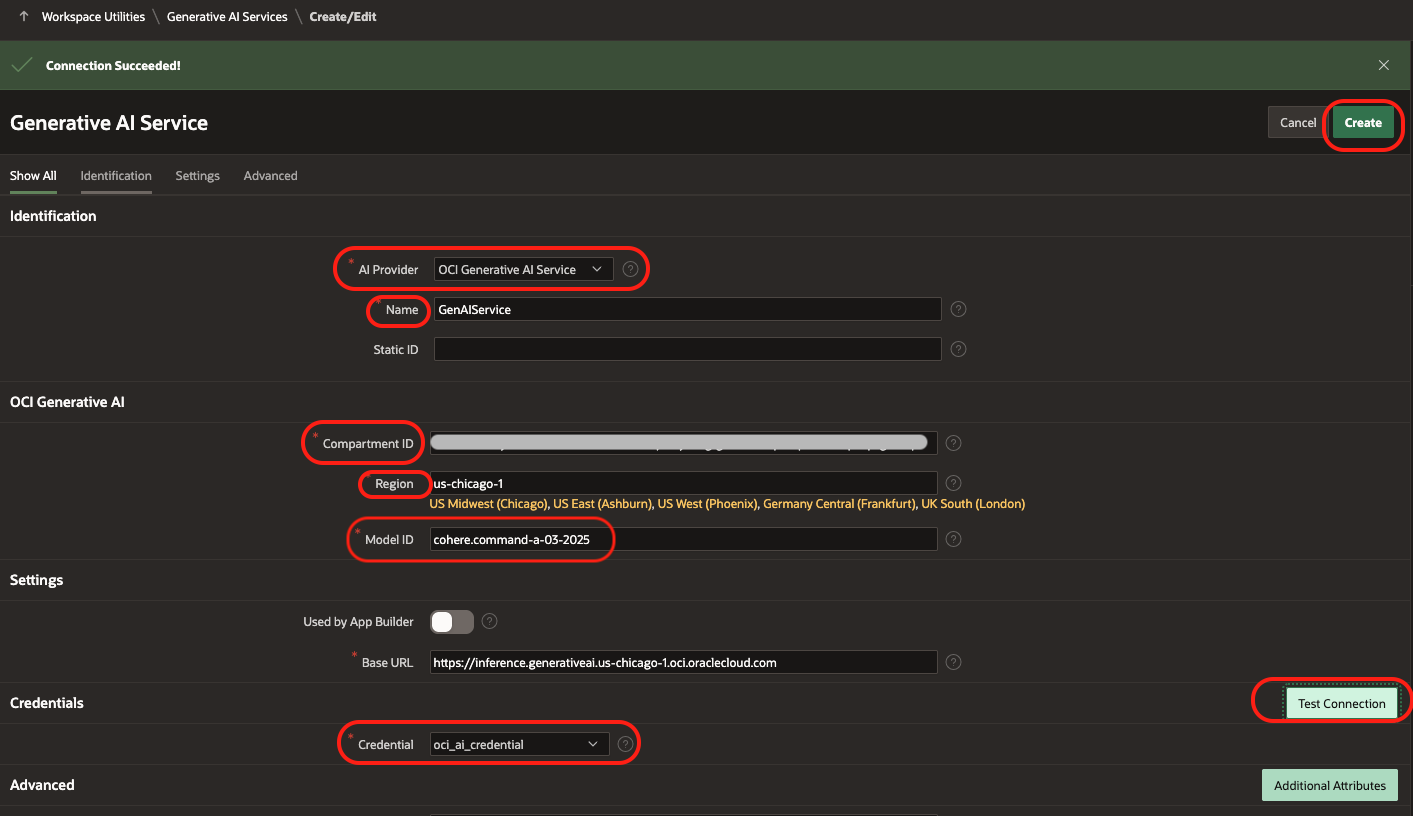 Workspace Utilities \ Generative AI Services \ Create/Edit
Connection Succeeded!
Generative AI Service
Cancel
Create
Show All Identification Settings Advanced
Identification
* AI Provider OCI Generative AI Service ?
* Name GenAIService ?
Static ID ?
OCI Generative AI
* Compartment ID ?
* Region us-chicago-1 ?
US Midwest (Chicago), US East (Ashburn), US West (Phoenix), Germany Central (Frankfurt), UK South (London)
* Model ID cohere.command-a-03-2025 ?
Settings
Used by App Builder ?
* Base URL https://inference.generativeai.us-chicago-1.oci.oraclecloud.com ?
Credentials
Test Connection
* Credential oci_ai_credential ?
Advanced
Additional Attributes